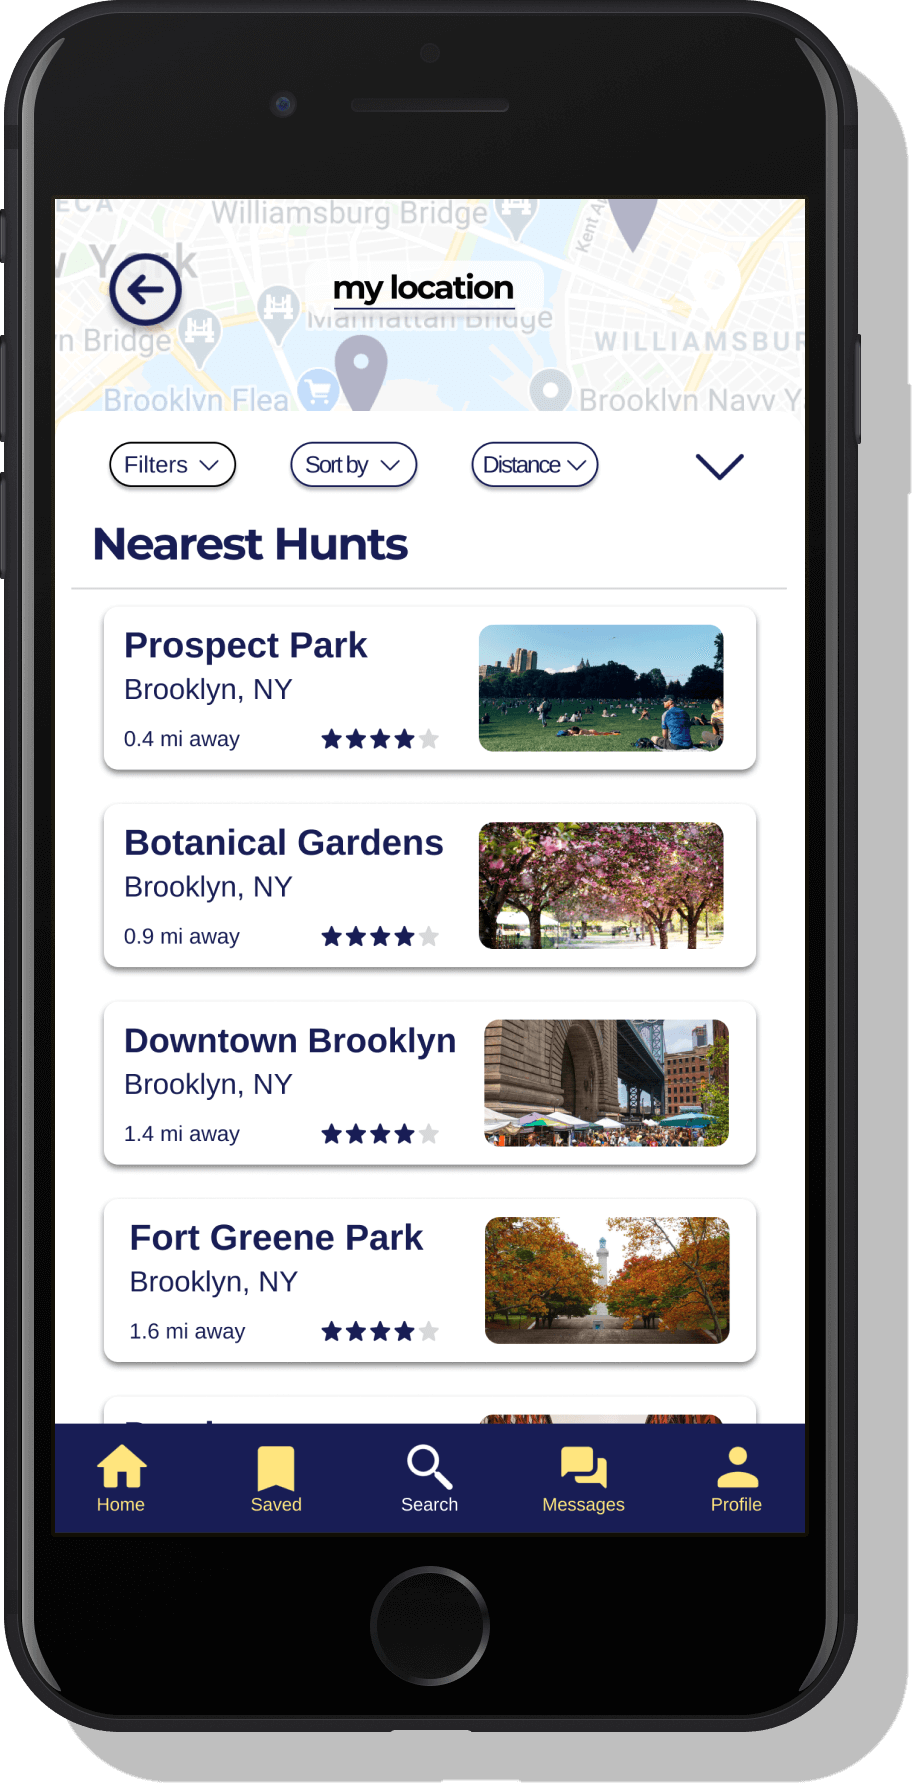 ECA
Williamsburg Bridge
Kent A
w York
my location
Manhattan Bridge
n Bridge
WILLIAMSBUR
Brooklyn Flea
Brooklyn Navy Y
Filters
Sort by
Distance
Nearest Hunts
Prospect Park
Brooklyn, NY
0.4 mi away
Botanical Gardens
Brooklyn, NY
0.9 mi away
Downtown Brooklyn
Brooklyn, NY
1.4 mi away
Fort Greene Park
Brooklyn, NY
1.6 mi away
Home
Saved
Search
Messages
Profile